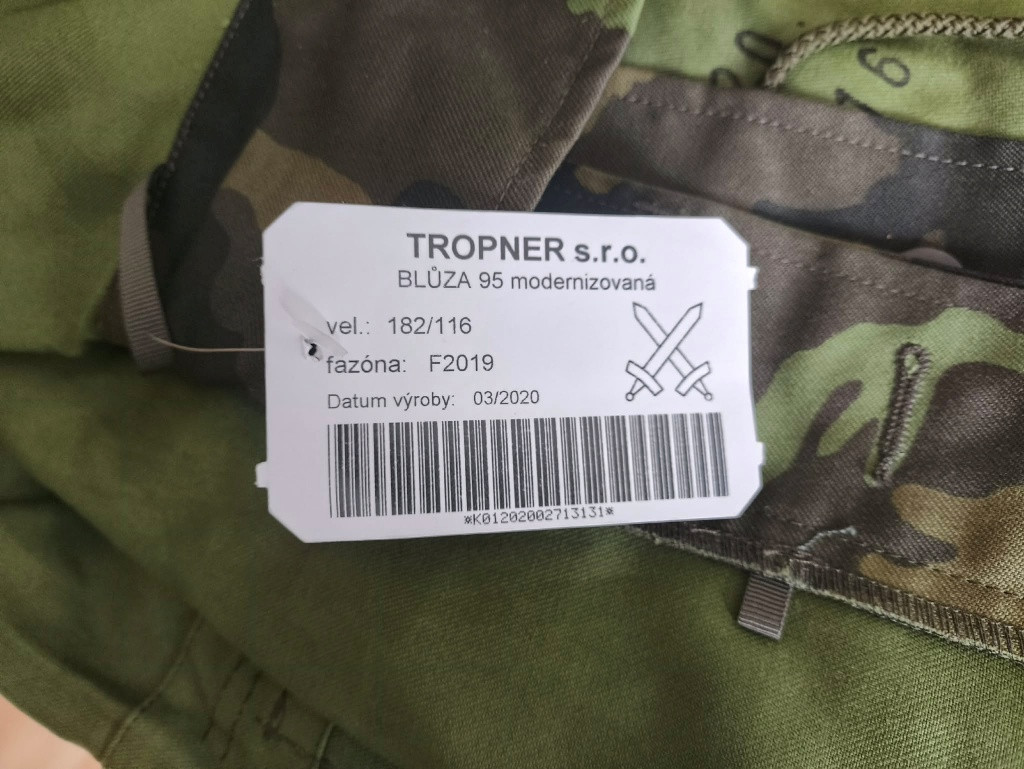 TROPNER s.r.o.
BLŮZA 95 modernizovaná
vel.: 182/116
fazóna: F2019
Datum výroby: 03/2020
*K01202002713131*